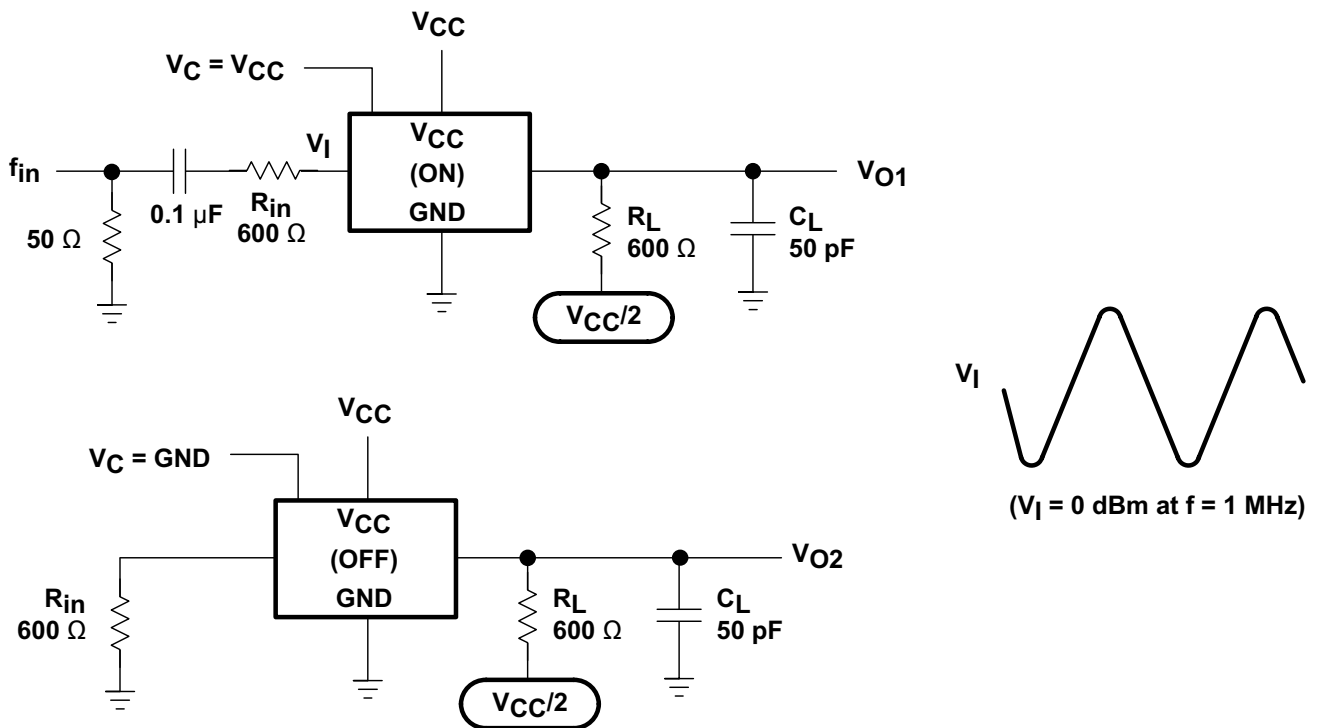 VCC
VC = VCC
fin
50 Ω
0.1 µF
Rin
600 Ω
VI
VCC
(ON)
GND
RL
600 Ω
VCC/2
CL
50 pF
VO1
VCC
VC = GND
Rin
600 Ω
VCC
(OFF)
GND
RL
600 Ω
VCC/2
CL
50 pF
VO2
VI
(VI = 0 dBm at f = 1 MHz)